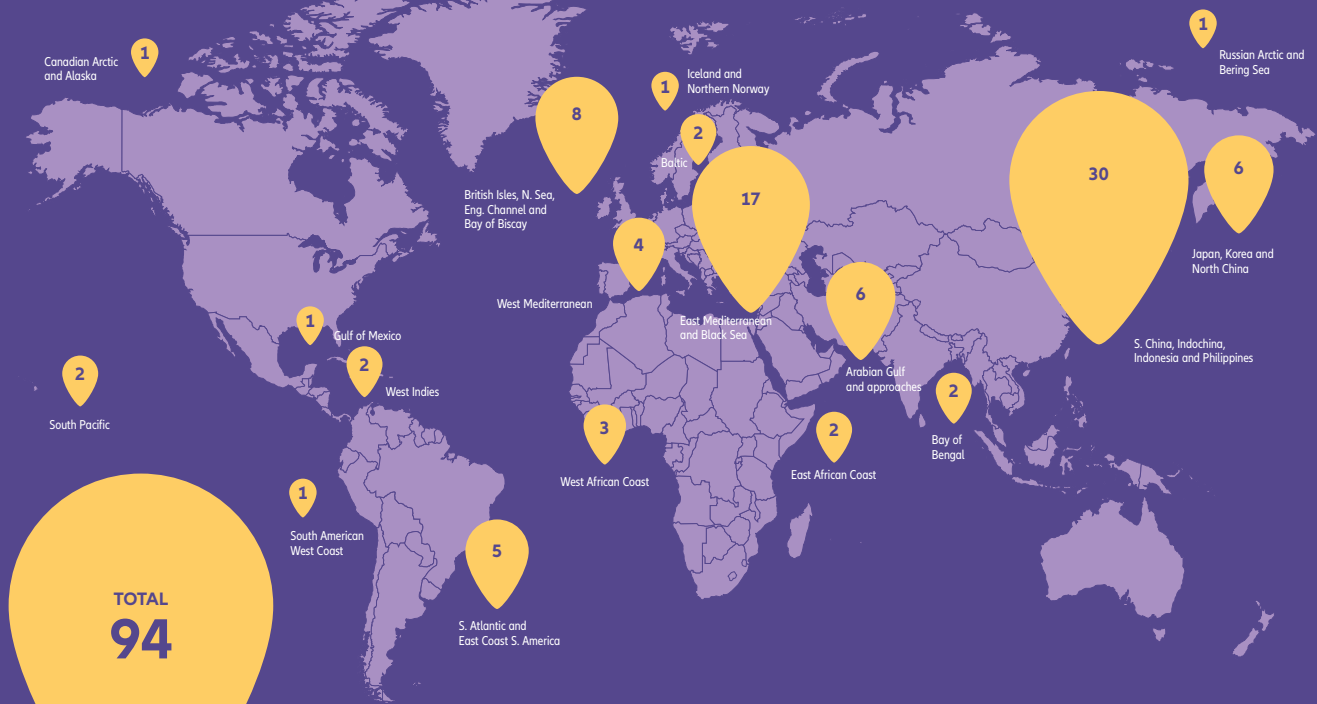 1
Canadian Arctic
and Alaska
1
Russian Arctic and
Bering Sea
1
Iceland and
Northern Norway
8
British Isles, N. Sea,
Eng. Channel and
Bay of Biscay
2
Baltic
17
East Mediterranean
and Black Sea
30
S. China, Indochina,
Indonesia and Philippines
6
Japan, Korea and
North China
4
West Mediterranean
6
Arabian Gulf
and approaches
1
Gulf of Mexico
2
West Indies
2
South Pacific
2
Bay of
Bengal
3
West African Coast
2
East African Coast
1
South American
West Coast
5
S. Atlantic and
East Coast S. America
TOTAL
94